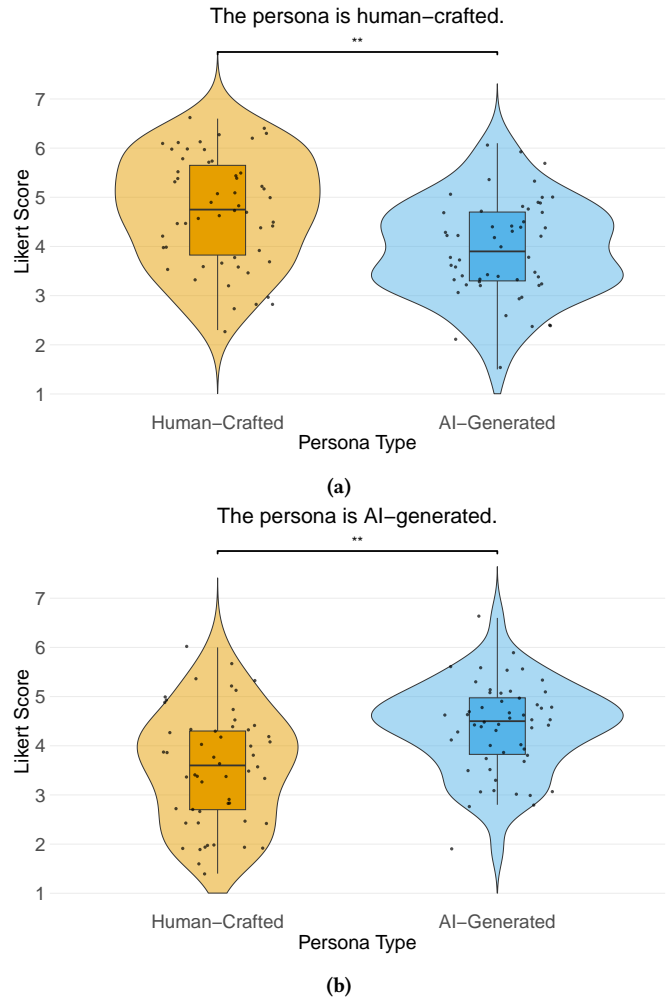 The persona is human−crafted.
**
7
6
5
4
3
2
1
Likert Score
Human−Crafted
AI−Generated
Persona Type
(a)
The persona is AI−generated.
**
7
6
5
4
3
2
1
Likert Score
Human−Crafted
AI−Generated
Persona Type
(b)